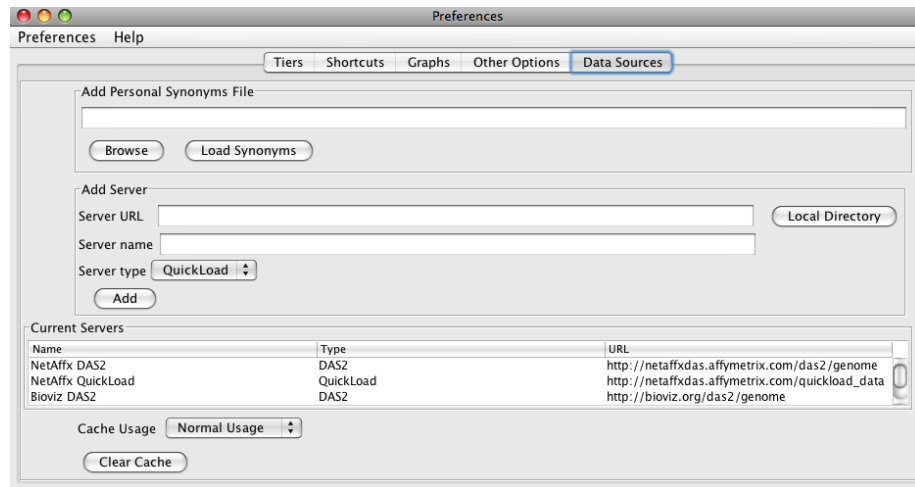 Preferences
Preferences Help
Tiers Shortcuts Graphs Other Options Data Sources
Add Personal Synonyms File
Browse Load Synonyms
Add Server
Server URL Local Directory
Server name
Server type QuickLoad
Add
Current Servers
Name Type URL
NetAffx DAS2 DAS2 http://netaffxdas.affymetrix.com/das2/genome
NetAffx QuickLoad QuickLoad http://netaffxdas.affymetrix.com/quickload_data
Bioviz DAS2 DAS2 http://bioviz.org/das2/genome
Cache Usage Normal Usage
Clear Cache